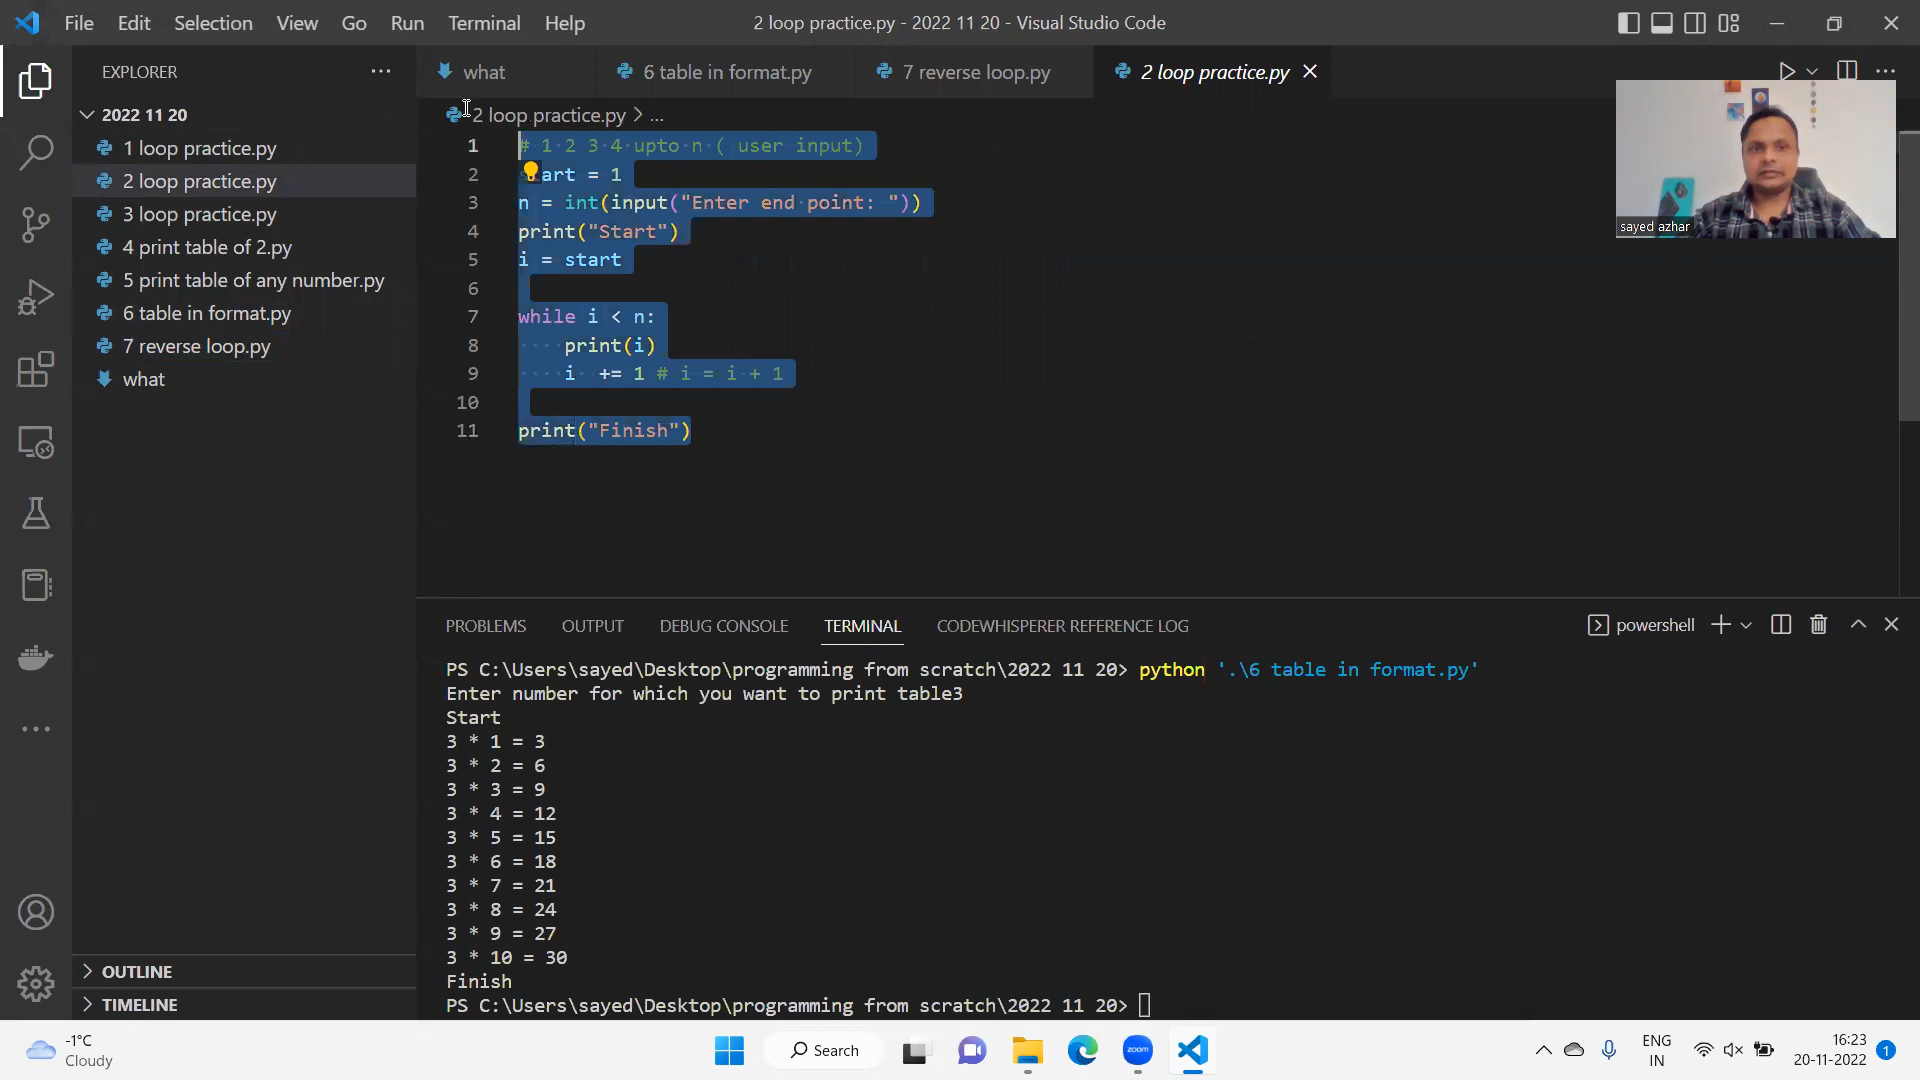 File Edit Selection View Go Run Terminal Help 2 loop practice.py - 2022 11 20 - Visual Studio Code
EXPLORER
what 6 table in format.py 7 reverse loop.py 2 loop practice.py
2022 11 20
1 loop practice.py
2 loop practice.py
3 loop practice.py
4 print table of 2.py
5 print table of any number.py
6 table in format.py
7 reverse loop.py
what
OUTLINE
TIMELINE
2 loop practice.py > ...
1 # 1 2 3 4 upto n ( user input)
2 start = 1
3 n = int(input("Enter end point: "))
4 print("Start")
5 i = start
6
7 while i < n:
8 print(i)
9 i += 1 # i = i + 1
10
11 print("Finish")
sayed azhar
PROBLEMS OUTPUT DEBUG CONSOLE TERMINAL CODEWHISPERER REFERENCE LOG powershell
PS C:\Users\sayed\Desktop\programming from scratch\2022 11 20> python '.\6 table in format.py'
Enter number for which you want to print table3
Start
3 * 1 = 3
3 * 2 = 6
3 * 3 = 9
3 * 4 = 12
3 * 5 = 15
3 * 6 = 18
3 * 7 = 21
3 * 8 = 24
3 * 9 = 27
3 * 10 = 30
Finish
PS C:\Users\sayed\Desktop\programming from scratch\2022 11 20>
-1°C
Cloudy
Search
zoom
ENG
IN
16:23
20-11-2022
1